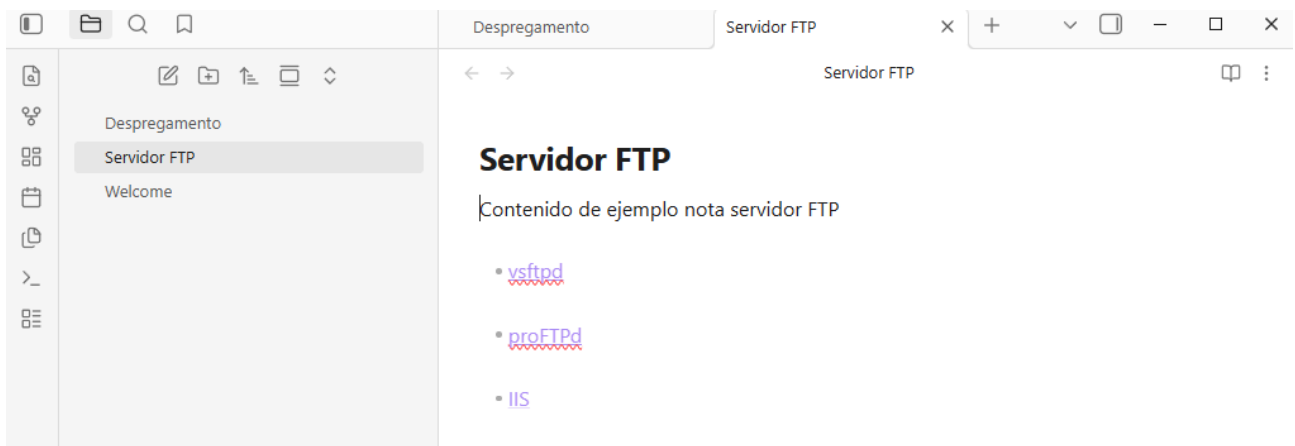 Despregamento
Servidor FTP
Servidor FTP
Despregamento
Servidor FTP
Welcome
Servidor FTP
Contenido de ejemplo nota servidor FTP
vsftpd
proFTPd
IIS